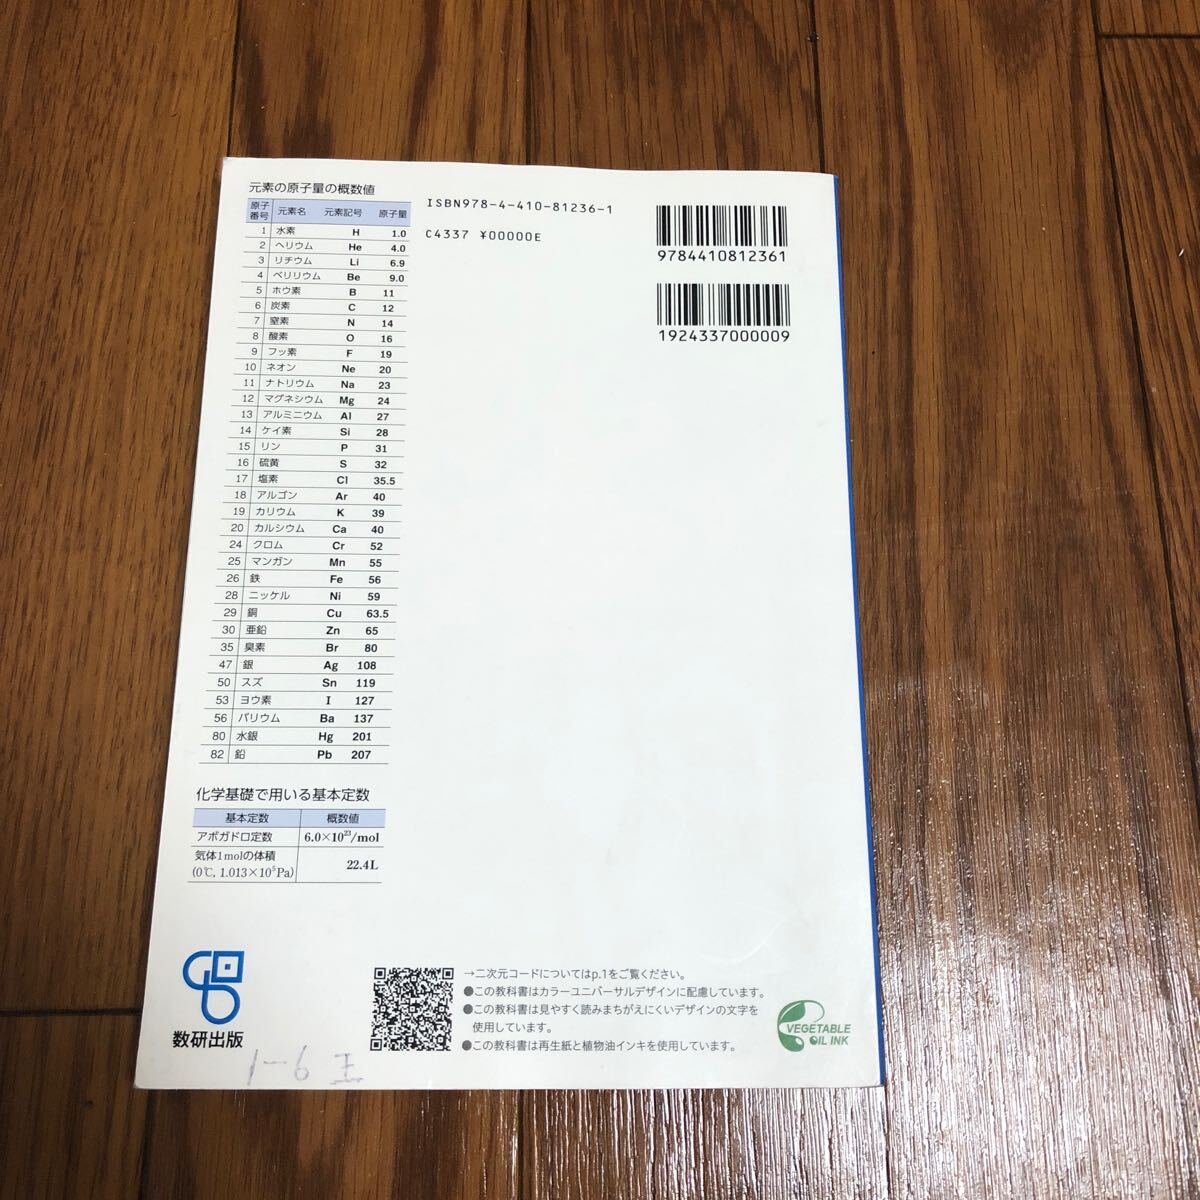 元素の原子量の概数値
原子番号 元素名 元素記号 原子量
1 水素 H 1.0
2 ヘリウム He 4.0
3 リチウム Li 6.9
4 ベリリウム Be 9.0
5 ホウ素 B 11
6 炭素 C 12
7 窒素 N 14
8 酸素 O 16
9 フッ素 F 19
10 ネオン Ne 20
11 ナトリウム Na 23
12 マグネシウム Mg 24
13 アルミニウム Al 27
14 ケイ素 Si 28
15 リン P 31
16 硫黄 S 32
17 塩素 Cl 35.5
18 アルゴン Ar 40
19 カリウム K 39
20 カルシウム Ca 40
24 クロム Cr 52
25 マンガン Mn 55
26 鉄 Fe 56
28 ニッケル Ni 59
29 銅 Cu 63.5
30 亜鉛 Zn 65
35 臭素 Br 80
47 銀 Ag 108
50 スズ Sn 119
53 ヨウ素 I 127
56 バリウム Ba 137
80 水銀 Hg 201
82 鉛 Pb 207
化学基礎で用いる基本定数
基本定数 概数値
アボガドロ定数 6.0×10²³/mol
気体1molの体積 22.4L
(0℃, 1.013×10⁵Pa)
ISBN978-4-410-81236-1
C4337 ¥00000E
9784410812361
1924337000009
数研出版
→二次元コードについてはp.1をご覧ください。
●この教科書はカラーユニバーサルデザインに配慮しています。
●この教科書は見やすく読みまちがえにくいデザインの文字を
使用しています。
●この教科書は再生紙と植物油インキを使用しています。
VEGETABLE
OIL INK
1-6 王